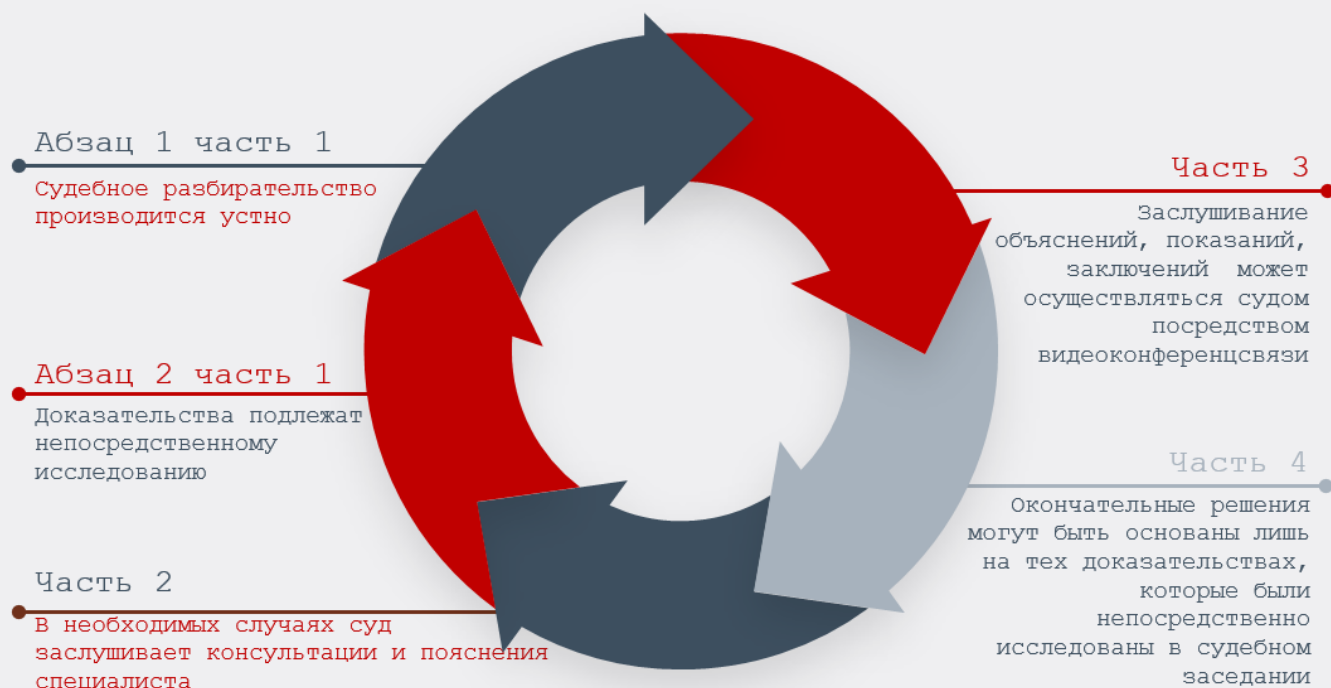 Абзац 1 часть 1
Судебное разбирательство
производится устно
Абзац 2 часть 1
Доказательства подлежат
непосредственному
исследованию
Часть 2
В необходимых случаях суд
заслушивает консультации и пояснения
специалиста
Часть 3
Заслушивание
объяснений, показаний,
заключений может
осуществляться судом
посредством
видеоконференцсвязи
Часть 4
Окончательные решения
могут быть основаны лишь
на тех доказательствах,
которые были
непосредственно
исследованы в судебном
заседании